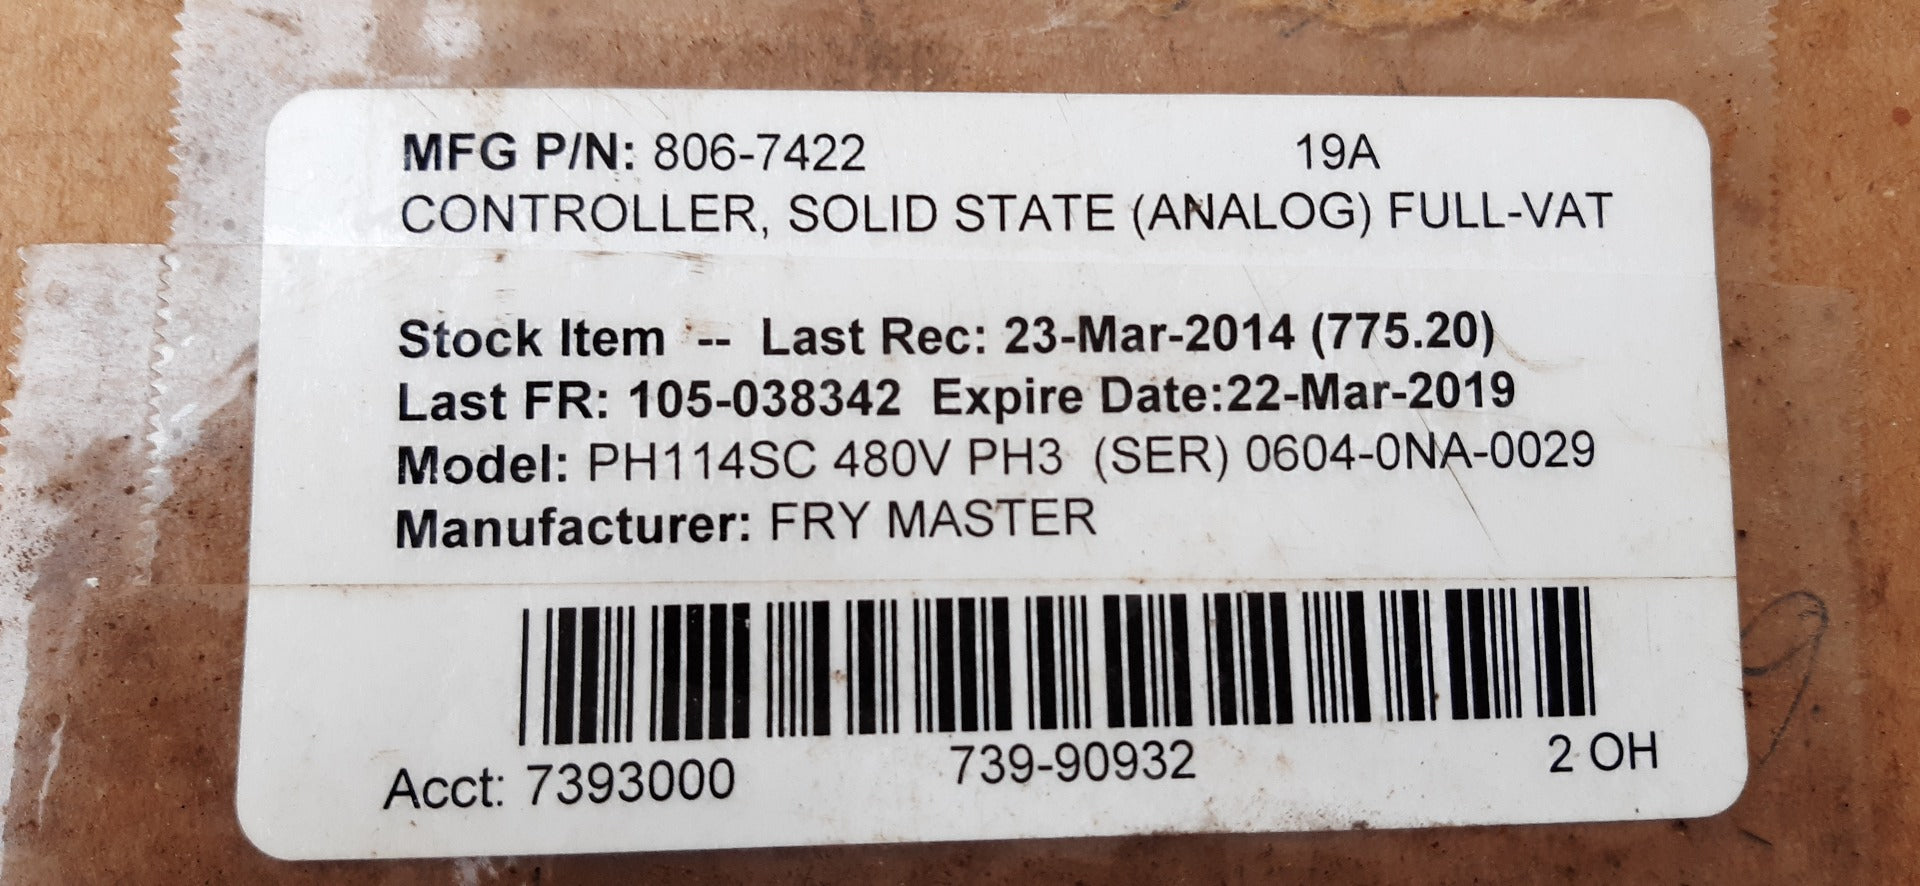 MFG P/N: 806-7422 19A
CONTROLLER, SOLID STATE (ANALOG) FULL-VAT
Stock Item -- Last Rec: 23-Mar-2014 (775.20)
Last FR: 105-038342 Expire Date:22-Mar-2019
Model: PH114SC 480V PH3 (SER) 0604-0NA-0029
Manufacturer: FRY MASTER
Acct: 7393000 739-90932 2 OH